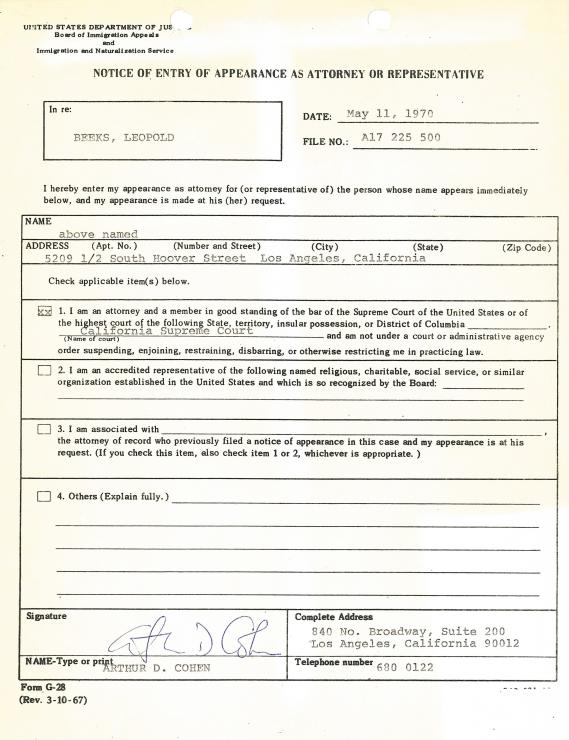 UNITED STATES DEPARTMENT OF JUS
Board of Immigration Appeals
and
Immigration and Naturalization Service
NOTICE OF ENTRY OF APPEARANCE AS ATTORNEY OR REPRESENTATIVE
In re:
BEEKS, LEOPOLD
DATE: May 11, 1970
FILE NO.: A17 225 500
I hereby enter my appearance as attorney for (or representative of) the person whose name appears immediately
below, and my appearance is made at his (her) request.
NAME
above named
ADDRESS (Apt. No.) (Number and Street) (City) (State) (Zip Code)
5209 1/2 South Hoover Street Los Angeles, California
Check applicable item(s) below.
xx 1. I am an attorney and a member in good standing of the bar of the Supreme Court of the United States or of
the highest court of the following State, territory, insular possession, or District of Columbia
California Supreme Court
(Name of court) and am not under a court or administrative agency
order suspending, enjoining, restraining, disbarring, or otherwise restricting me in practicing law.
2. I am an accredited representative of the following named religious, charitable, social service, or similar
organization established in the United States and which is so recognized by the Board:
3. I am associated with ,
the attorney of record who previously filed a notice of appearance in this case and my appearance is at his
request. (If you check this item, also check item 1 or 2, whichever is appropriate. )
4. Others (Explain fully. )
Signature
NAME-Type or print
ARTHUR D. COHEN
Complete Address
840 No. Broadway, Suite 200
Los Angeles, California 90012
Telephone number 680 0122
Form G-28
(Rev. 3-10-67)